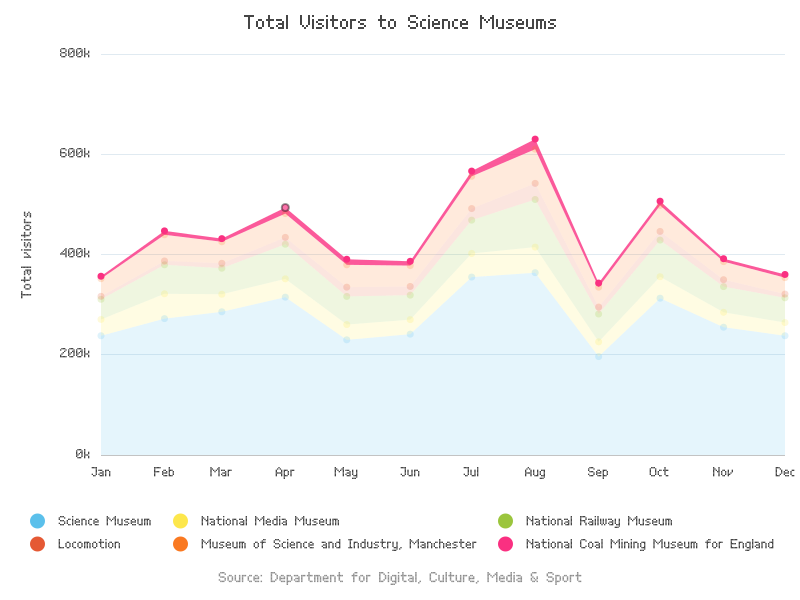 Total Visitors to Science Museums
800k
600k
400k
200k
0k
Total visitors
Jan Feb Mar Apr May Jun Jul Aug Sep Oct Nov Dec
Science Museum National Media Museum National Railway Museum
Locomotion Museum of Science and Industry, Manchester National Coal Mining Museum for England
Source: Department for Digital, Culture, Media & Sport